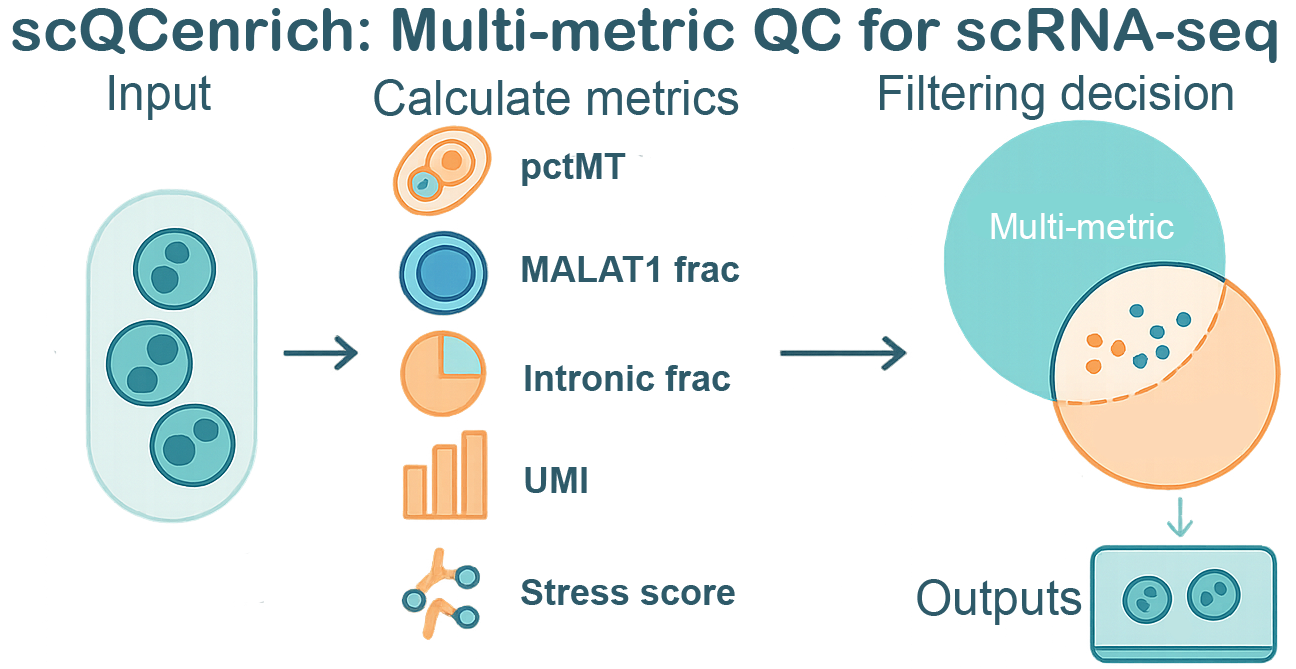 scQCenrich: Multi-metric QC for scRNA-seq
Input
Calculate metrics
Filtering decision
pctMT
MALAT1 frac
Intronic frac
UMI
Stress score
Multi-metric
Outputs